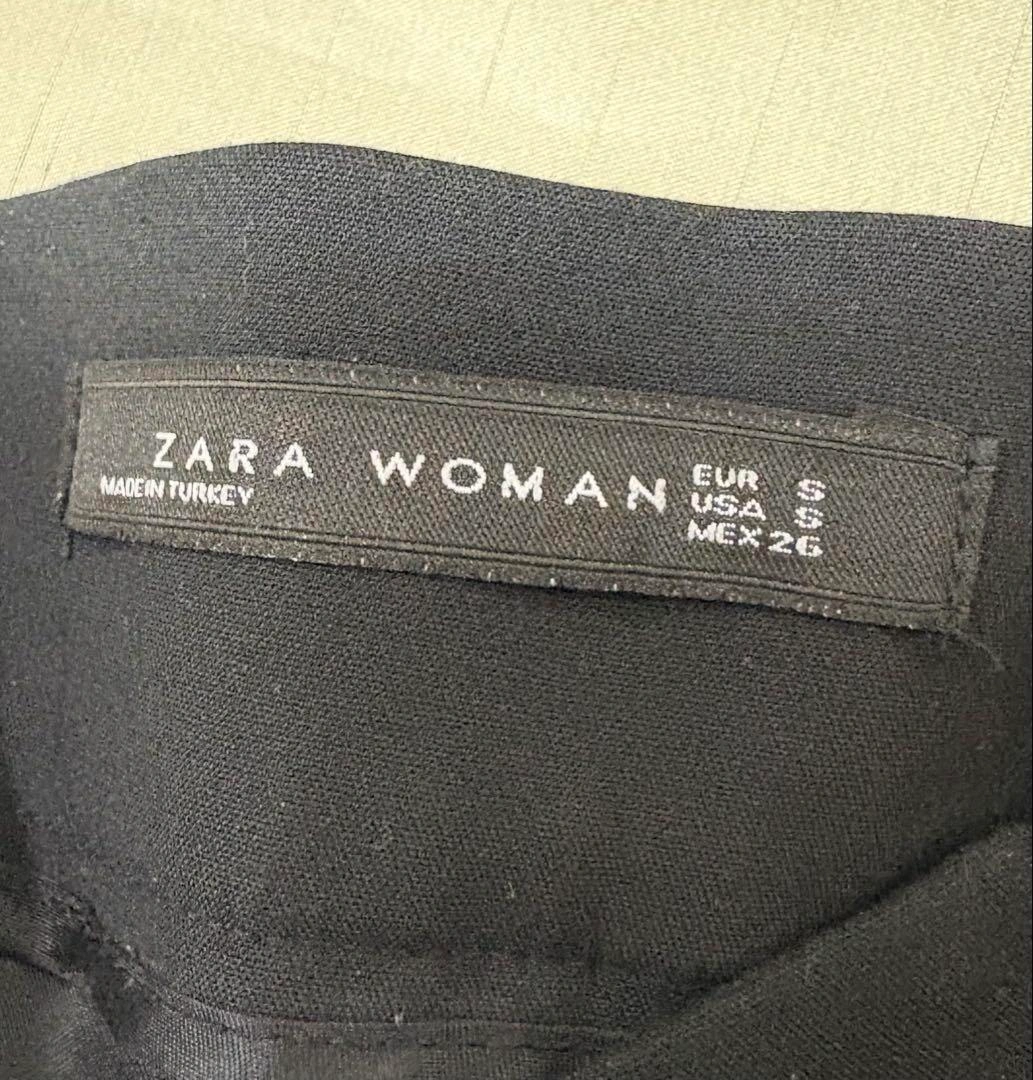 ZARA WOMAN
MADE IN TURKEY
EUR S
USA S
MEX 26